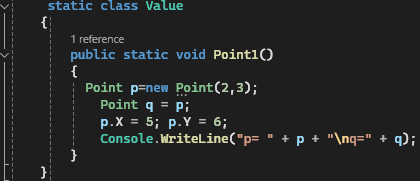 static class Value
{
1 reference
public static void Point1()
{
Point p=new Point(2,3);
Point q = p;
p.X = 5; p.Y = 6;
Console.WriteLine("p= " + p + "\nq=" + q);
}
}